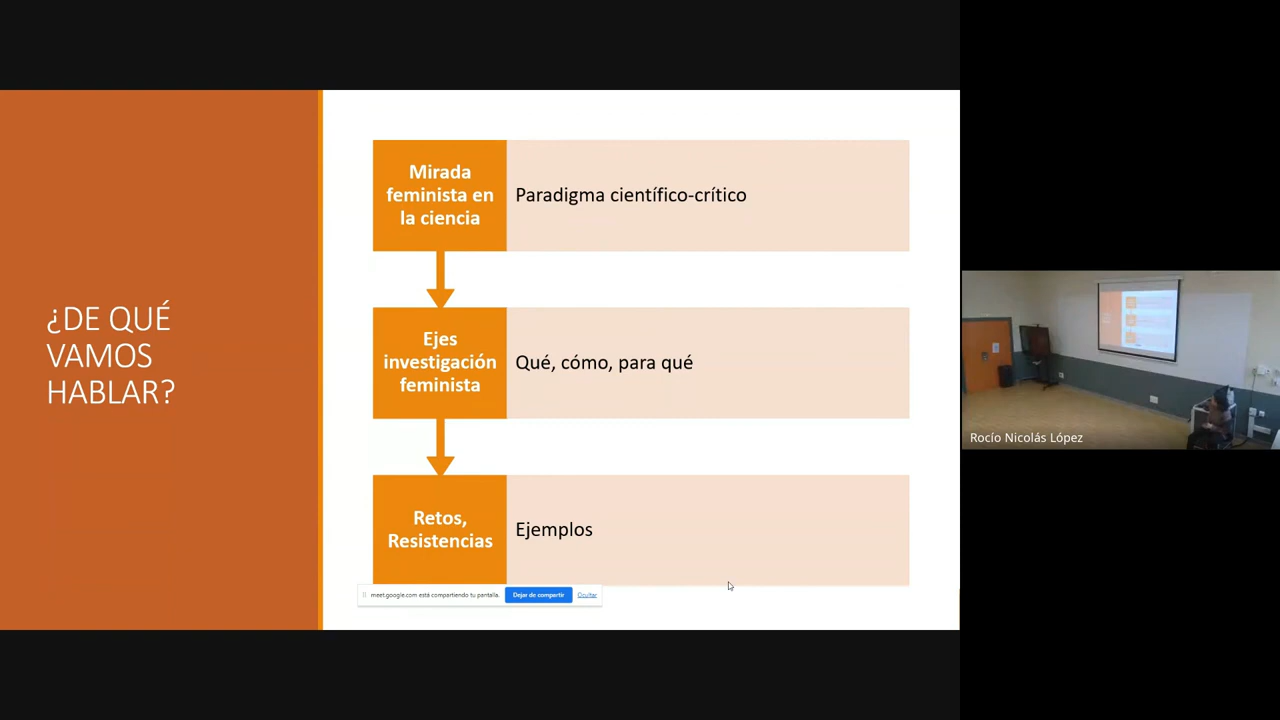 ¿DE QUÉ
VAMOS
HABLAR?
Mirada
feminista en
la ciencia
Paradigma científico-crítico
Ejes
investigación
feminista
Qué, cómo, para qué
Retos,
Resistencias
Ejemplos
meet.google.com está compartiendo tu pantalla.
Dejar de compartir
Ocultar
Rocío Nicolás López